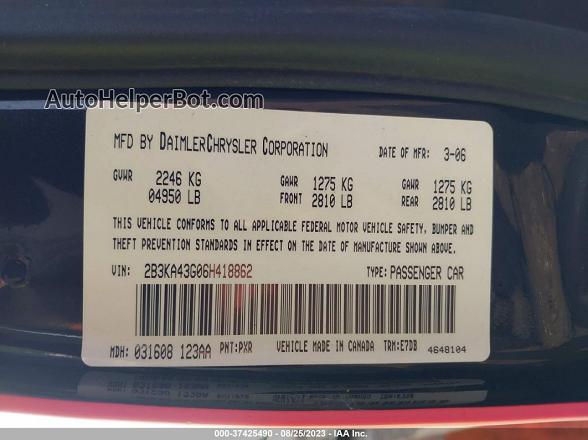 AutoHelperBot.com
MFD BY DAIMLERCHRYSLER CORPORATION DATE OF MFR: 3-06
GVWR 2246 KG GAWR 1275 KG GAWR 1275 KG
04950 LB FRONT 2810 LB REAR 2810 LB
THIS VEHICLE CONFORMS TO ALL APPLICABLE FEDERAL MOTOR VEHICLE SAFETY, BUMPER AND
THEFT PREVENTION STANDARDS IN EFFECT ON THE DATE OF MANUFACTURE SHOWN ABOVE.
VIN: 2B3KA43G06H418862 TYPE: PASSENGER CAR
MDH: 031608 123AA PNT: PXR VEHICLE MADE IN CANADA TRM: E7DB
4648104
000-37425490 - 08/25/2023 - IAA Corp.